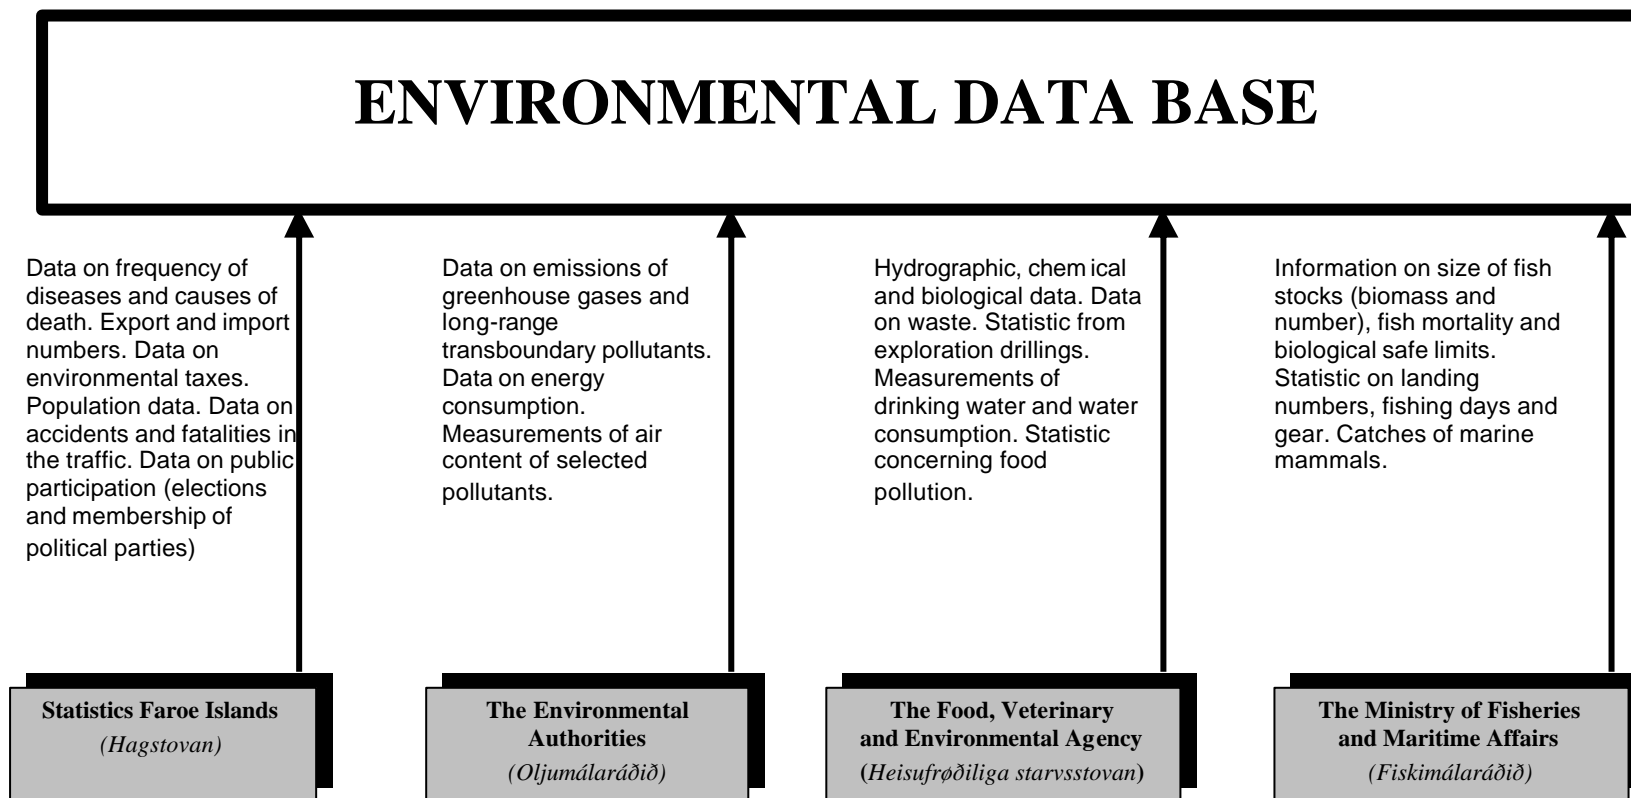 ENVIRONMENTAL DATA BASE
Data on frequency of
diseases and causes of
death. Export and import
numbers. Data on
environmental taxes.
Population data. Data on
accidents and fatalities in
the traffic. Data on public
participation (elections
and membership of
political parties)
Data on emissions of
greenhouse gases and
long-range
transboundary pollutants.
Data on energy
consumption.
Measurements of air
content of selected
pollutants.
Hydrographic, chem ical
and biological data. Data
on waste. Statistic from
exploration drillings.
Measurements of
drinking water and water
consumption. Statistic
concerning food
pollution.
Information on size of fish
stocks (biomass and
number), fish mortality and
biological safe limits.
Statistic on landing
numbers, fishing days and
gear. Catches of marine
mammals.
Statistics Faroe Islands
(Hagstovan)
The Environmental
Authorities
(Oljumálaráðið)
The Food, Veterinary
and Environmental Agency
(Heisufrøðiliga starvsstovan)
The Ministry of Fisheries
and Maritime Affairs
(Fiskimálaráðið)